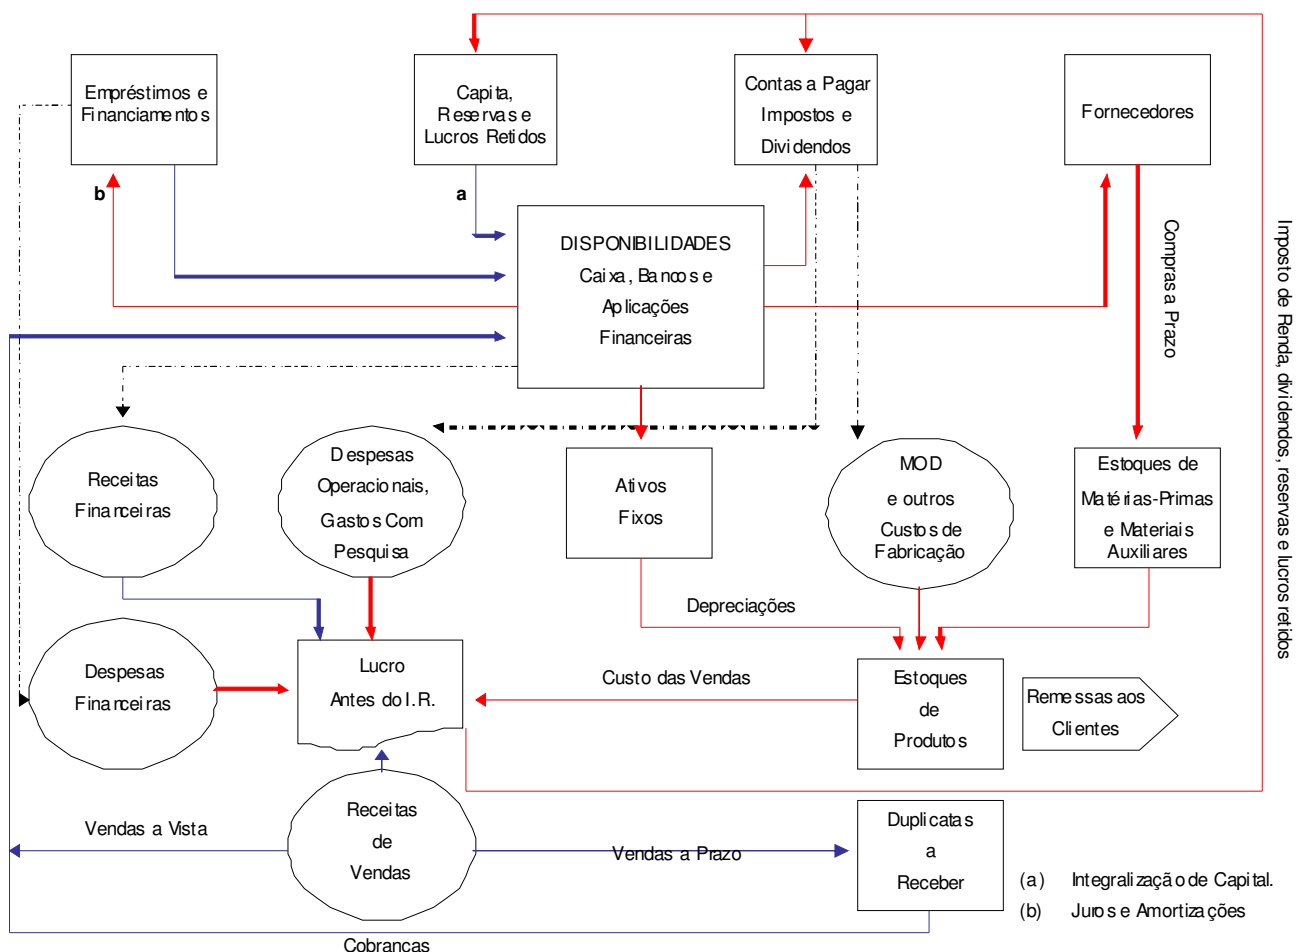 Empréstimos e
Financiamentos
Capita,
Reservas e
Lucros Retidos
Contas a Pagar
Impostos e
Dividendos
Fornecedores
b
a
DISPONIBILIDADES
Caixa, Bancos e
Aplicações
Financeiras
Compras a Prazo
Imposto de Renda, dividendos, reservas e lucros retidos
Receitas
Financeiras
Despesas
Operacionais,
Gastos Com
Pesquisa
Ativos
Fixos
MOD
e outros
Custos de
Fabricação
Estoques de
Matérias-Primas
e Materiais
Auxiliares
Depreciações
Despesas
Financeiras
Lucro
Antes do I.R.
Custo das Vendas
Estoques
de
Produtos
Remessas aos
Clientes
Vendas a Vista
Receitas
de
Vendas
Vendas a Prazo
Duplicatas
a
Receber
(a) Integralização de Capital.
(b) Juros e Amortizações
Cobranças